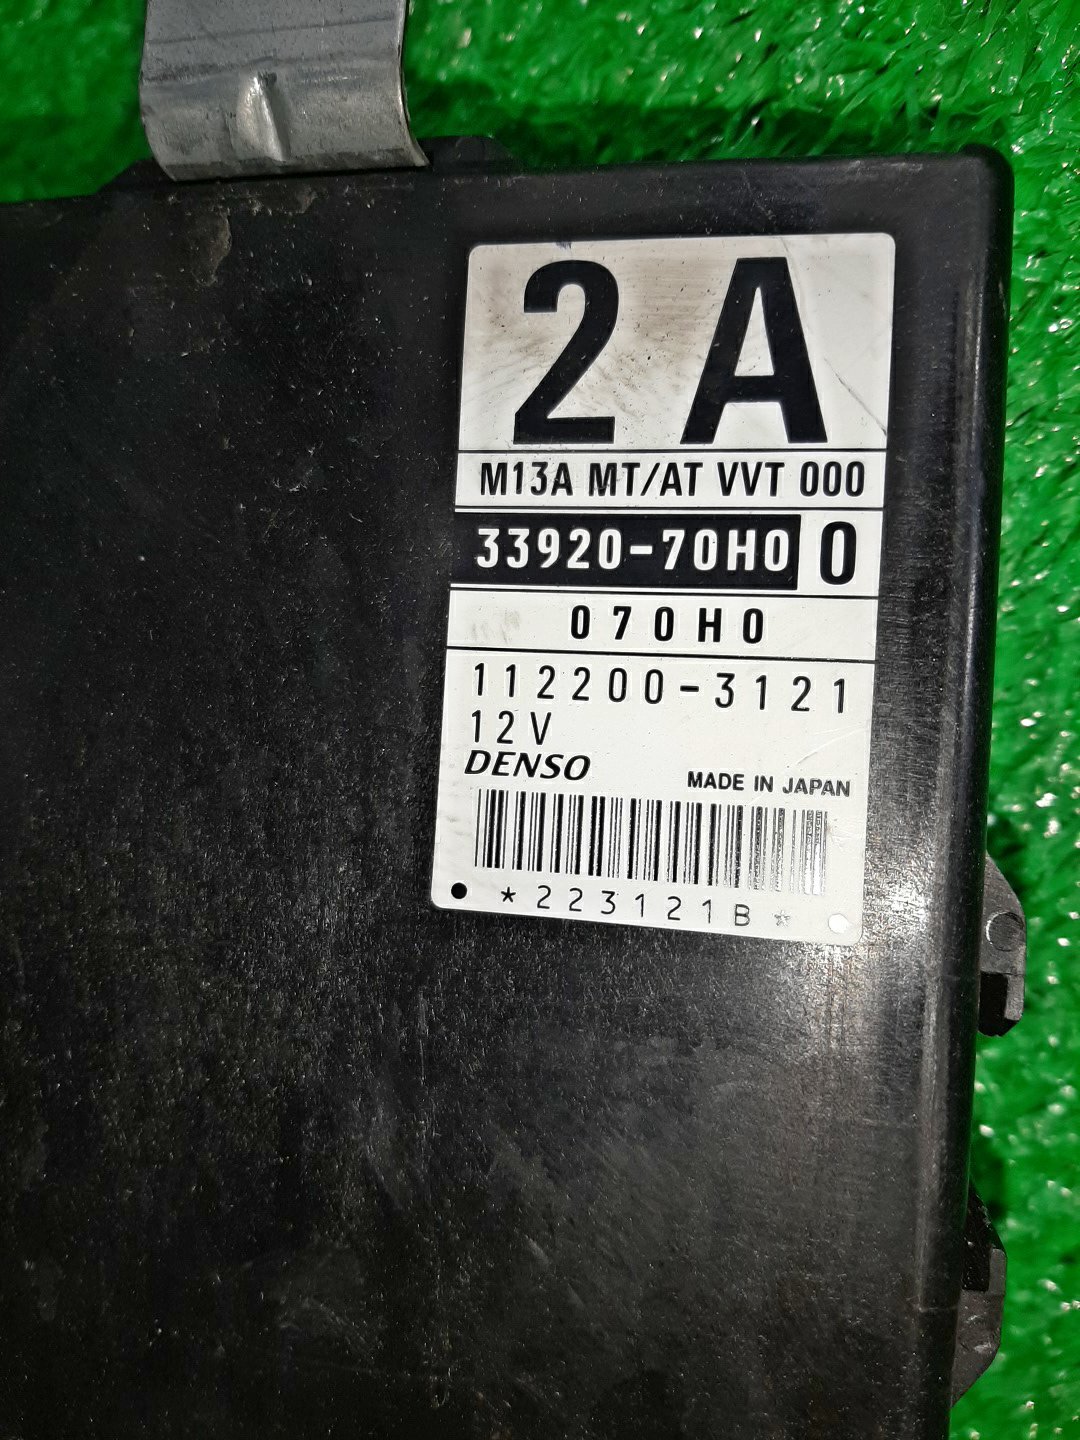 2A
M13A MT/AT VVT 000
33920-70H0 0
070H0
112200-3121
12V
DENSO MADE IN JAPAN
*223121B*